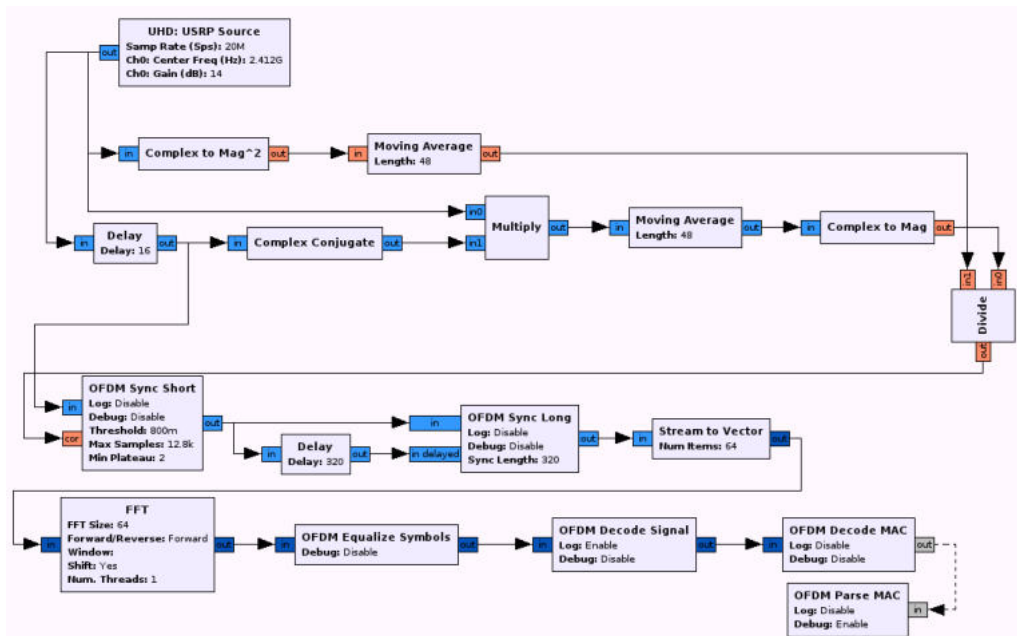 UHD: USRP Source
Samp Rate (Sps): 20M
Ch0: Center Freq (Hz): 2.412G
Ch0: Gain (dB): 14
out
in
Complex to Mag^2
out
in
Moving Average
Length: 48
out
in
Delay
Delay: 16
out
in
Complex Conjugate
out
in0
in1
Multiply
out
in
Moving Average
Length: 48
out
in
Complex to Mag
out
in1
in0
Divide
out
in
cor
OFDM Sync Short
Log: Disable
Debug: Disable
Threshold: 800m
Max Samples: 12.8k
Min Plateau: 2
out
in
Delay
Delay: 320
out
in
in delayed
OFDM Sync Long
Log: Disable
Debug: Disable
Sync Length: 320
out
in
Stream to Vector
Num Items: 64
out
in
FFT
FFT Size: 64
Forward/Reverse: Forward
Window:
Shift: Yes
Num. Threads: 1
out
in
OFDM Equalize Symbols
Debug: Disable
out
in
OFDM Decode Signal
Log: Enable
Debug: Disable
out
in
OFDM Decode MAC
Log: Disable
Debug: Disable
out
OFDM Parse MAC
Log: Disable
Debug: Enable
in